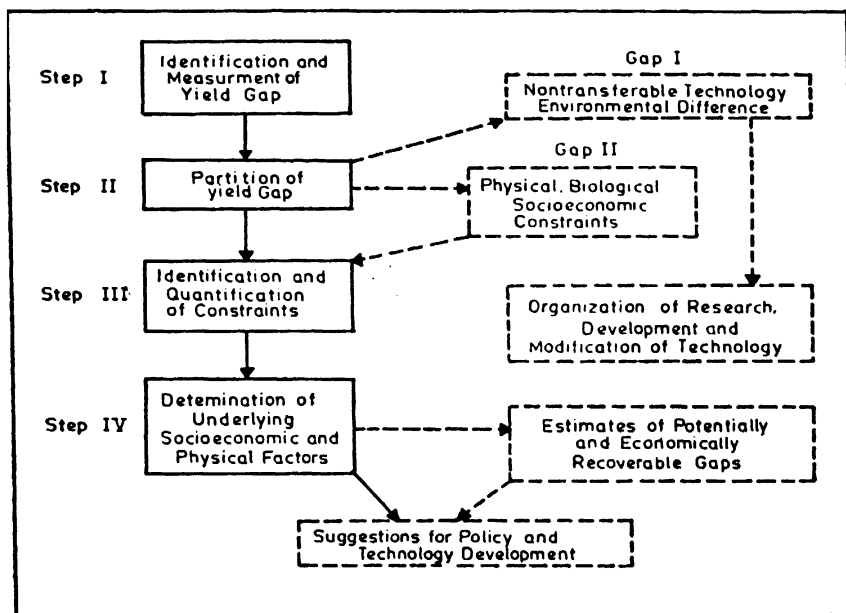 Step I
Identification and
Measurment of
Yield Gap
Gap I
Nontransferable Technology
Environmental Difference
Step II
Partition of
yield Gap
Gap II
Physical, Biological
Socioeconomic
Constraints
Step III
Identification and
Quantification
of Constraints
Organization of Research,
Development and
Modification of Technology
Step IV
Detemination of
Underlying
Socioeconomic and
Physical Factors
Estimates of Potentially
and Economically
Recoverable Gaps
Suggestions for Policy and
Technology Development